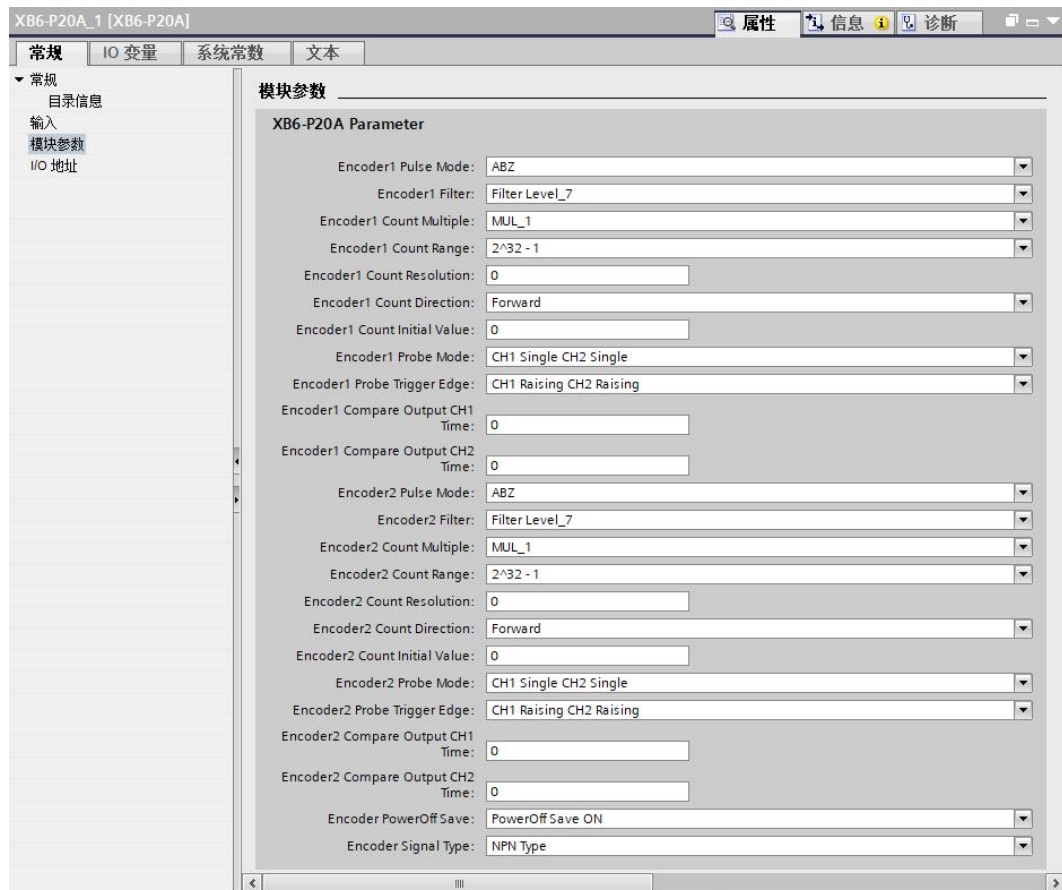 XB6-P20A_1 [XB6-P20A]
属性
信息
诊断
常规
IO 变量
系统常数
文本
常规
目录信息
输入
模块参数
I/O 地址
模块参数
XB6-P20A Parameter
Encoder1 Pulse Mode: ABZ
Encoder1 Filter: Filter Level_7
Encoder1 Count Multiple: MUL_1
Encoder1 Count Range: 2^32 - 1
Encoder1 Count Resolution: 0
Encoder1 Count Direction: Forward
Encoder1 Count Initial Value: 0
Encoder1 Probe Mode: CH1 Single CH2 Single
Encoder1 Probe Trigger Edge: CH1 Raising CH2 Raising
Encoder1 Compare Output CH1
Time: 0
Encoder1 Compare Output CH2
Time: 0
Encoder2 Pulse Mode: ABZ
Encoder2 Filter: Filter Level_7
Encoder2 Count Multiple: MUL_1
Encoder2 Count Range: 2^32 - 1
Encoder2 Count Resolution: 0
Encoder2 Count Direction: Forward
Encoder2 Count Initial Value: 0
Encoder2 Probe Mode: CH1 Single CH2 Single
Encoder2 Probe Trigger Edge: CH1 Raising CH2 Raising
Encoder2 Compare Output CH1
Time: 0
Encoder2 Compare Output CH2
Time: 0
Encoder PowerOff Save: PowerOff Save ON
Encoder Signal Type: NPN Type